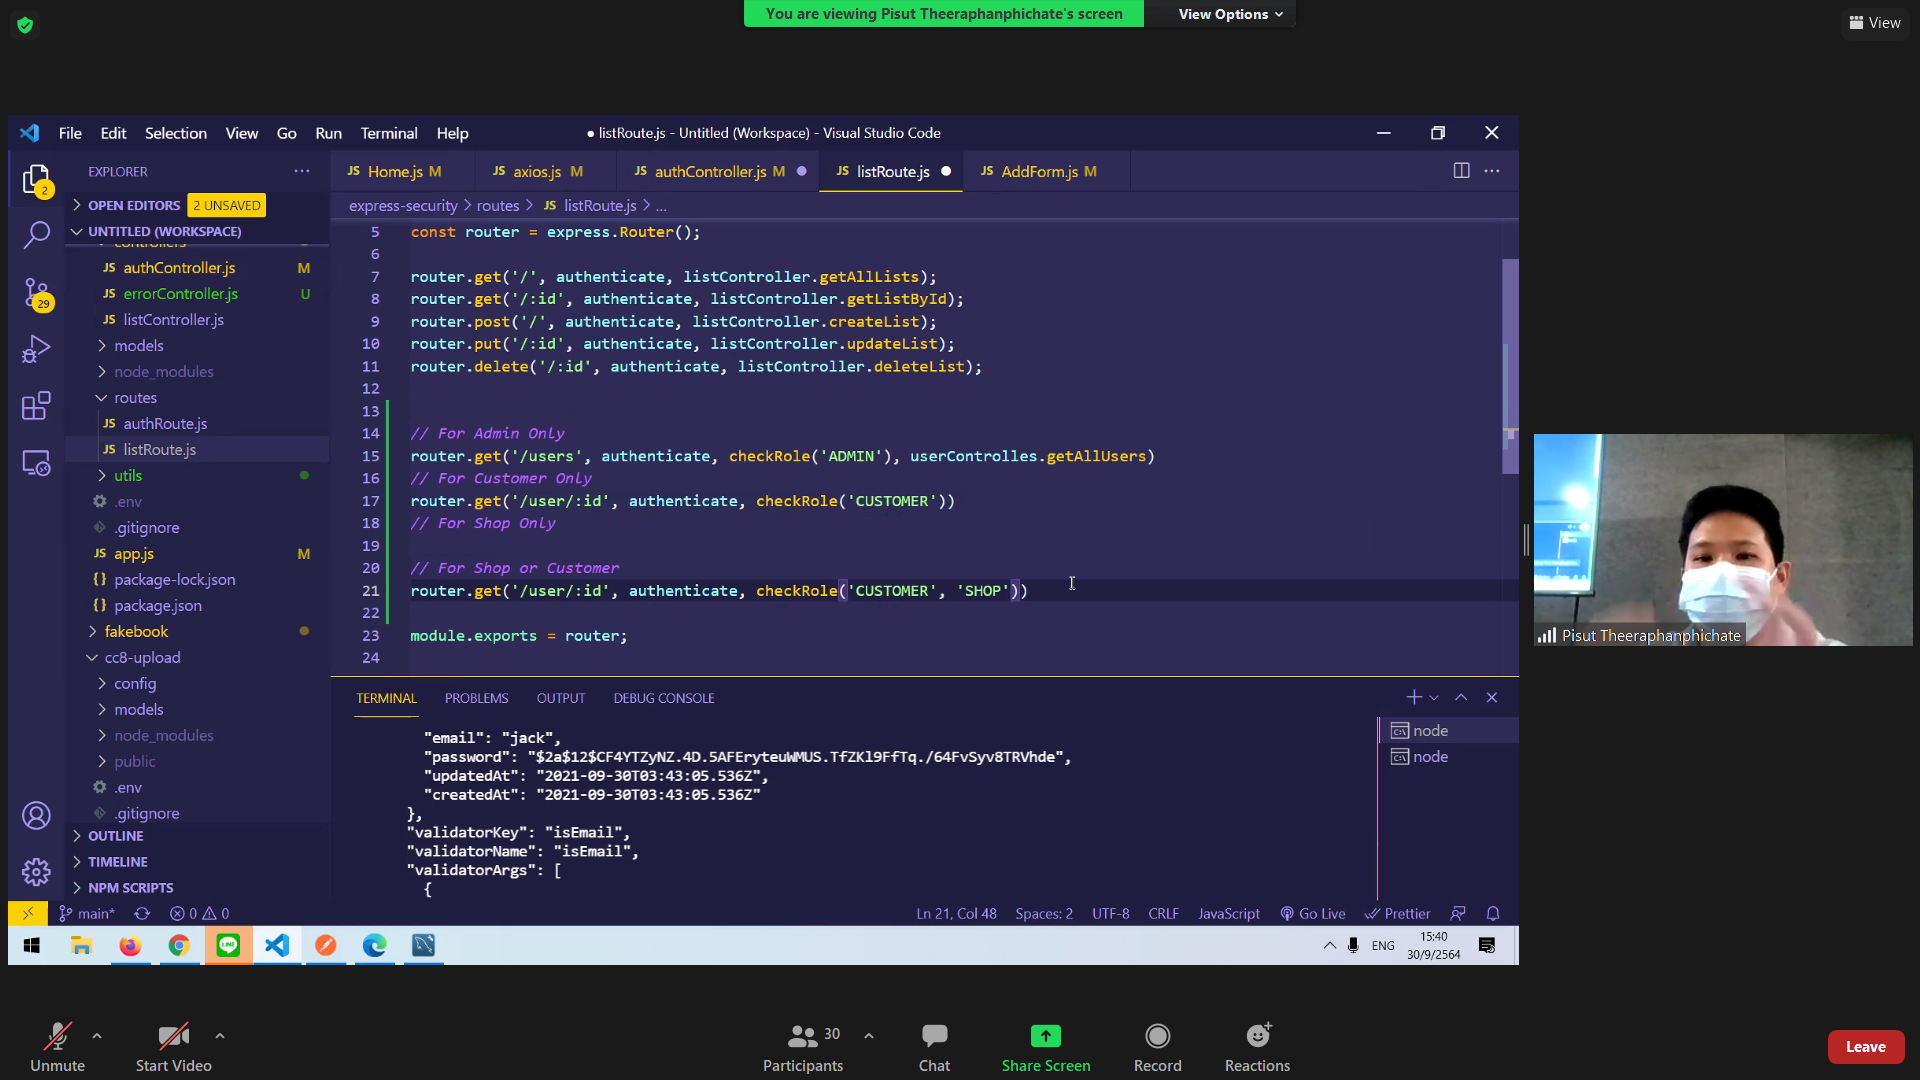 You are viewing Pisut Theeraphanphichate's screen
View Options
View
File Edit Selection View Go Run Terminal Help
● listRoute.js - Untitled (Workspace) - Visual Studio Code
EXPLORER
JS Home.js M
JS axios.js M
JS authController.js M
JS listRoute.js
JS AddForm.js M
2
OPEN EDITORS 2 UNSAVED
express-security > routes > JS listRoute.js > ...
UNTITLED (WORKSPACE)
controllers
JS authController.js M
JS errorController.js U
JS listController.js
models
node_modules
routes
JS authRoute.js
JS listRoute.js
utils
.env
.gitignore
JS app.js M
{} package-lock.json
{} package.json
fakebook
cc8-upload
config
models
node_modules
public
.env
.gitignore
OUTLINE
TIMELINE
NPM SCRIPTS
29
5 const router = express.Router();
6
7 router.get('/', authenticate, listController.getAllLists);
8 router.get('/:id', authenticate, listController.getListById);
9 router.post('/', authenticate, listController.createList);
10 router.put('/:id', authenticate, listController.updateList);
11 router.delete('/:id', authenticate, listController.deleteList);
12
13
14 // For Admin Only
15 router.get('/users', authenticate, checkRole('ADMIN'), userControlles.getAllUsers)
16 // For Customer Only
17 router.get('/user/:id', authenticate, checkRole('CUSTOMER'))
18 // For Shop Only
19
20 // For Shop or Customer
21 router.get('/user/:id', authenticate, checkRole('CUSTOMER', 'SHOP'))
22
23 module.exports = router;
24
TERMINAL PROBLEMS OUTPUT DEBUG CONSOLE
"email": "jack",
"password": "$2a$12$CF4YTZyNZ.4D.5AFEryteuWMUS.TfZKl9FfTq./64FvSyv8TRVhde",
"updatedAt": "2021-09-30T03:43:05.536Z",
"createdAt": "2021-09-30T03:43:05.536Z"
},
"validatorKey": "isEmail",
"validatorName": "isEmail",
"validatorArgs": [
{
node
node
main* 0 0
Ln 21, Col 48 Spaces: 2 UTF-8 CRLF JavaScript Go Live Prettier
LINE
ENG
15:40
30/9/2564
Pisut Theeraphanphichate
Unmute
Start Video
30
Participants
Chat
Share Screen
Record
Reactions
Leave